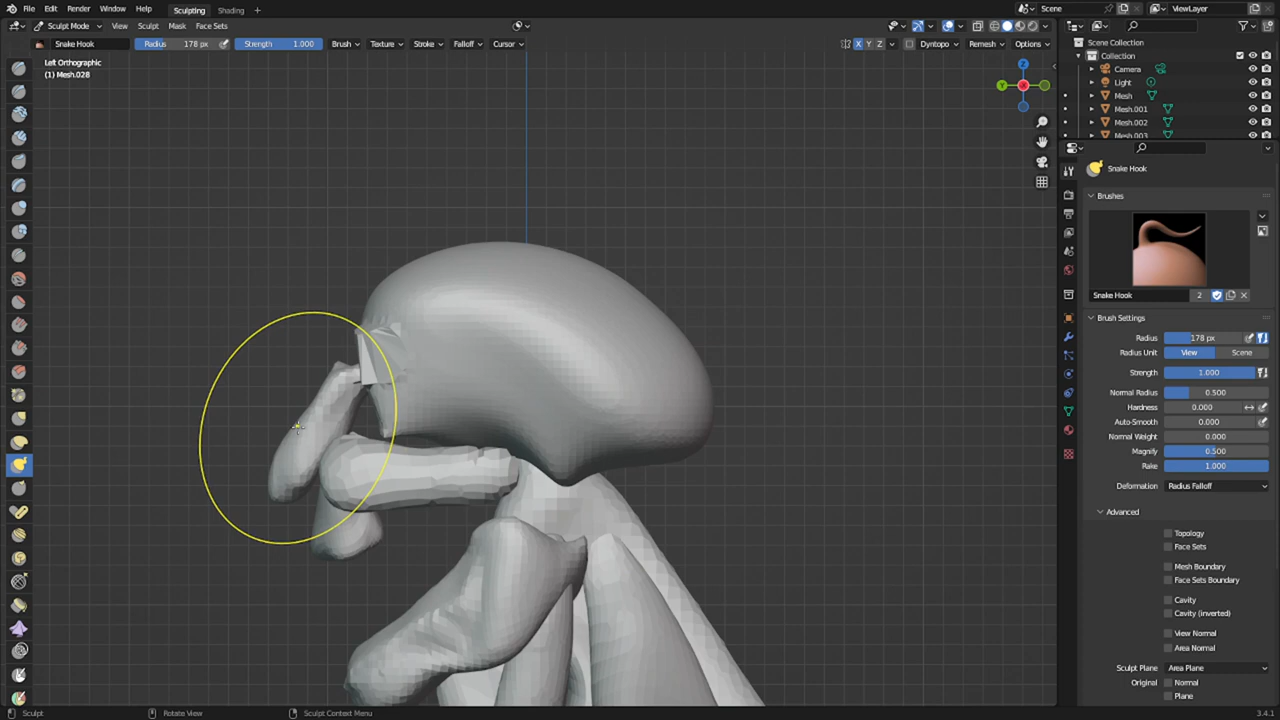 File Edit Render Window Help Sculpting Shading + Scene ViewLayer
Sculpt Mode View Sculpt Mask Face Sets
Snake Hook Radius 178 px Strength 1.000 Brush Texture Stroke Falloff Cursor X Y Z Dyntopo Remesh Options
Left Orthographic
(1) Mesh.028
Z
Y
X
Scene Collection
Collection
Camera
Light
Mesh
Mesh.001
Mesh.002
Mesh.003
Snake Hook
Brushes
Snake Hook 2
Brush Settings
Radius 178 px
Radius Unit View Scene
Strength 1.000
Normal Radius 0.500
Hardness 0.000
Auto-Smooth 0.000
Normal Weight 0.000
Magnify 0.500
Rake 1.000
Deformation Radius Falloff
Advanced
Topology
Face Sets
Mesh Boundary
Face Sets Boundary
Cavity
Cavity (inverted)
View Normal
Area Normal
Sculpt Plane Area Plane
Original Normal
Plane
Sculpt Rotate View Sculpt Context Menu 3.4.1